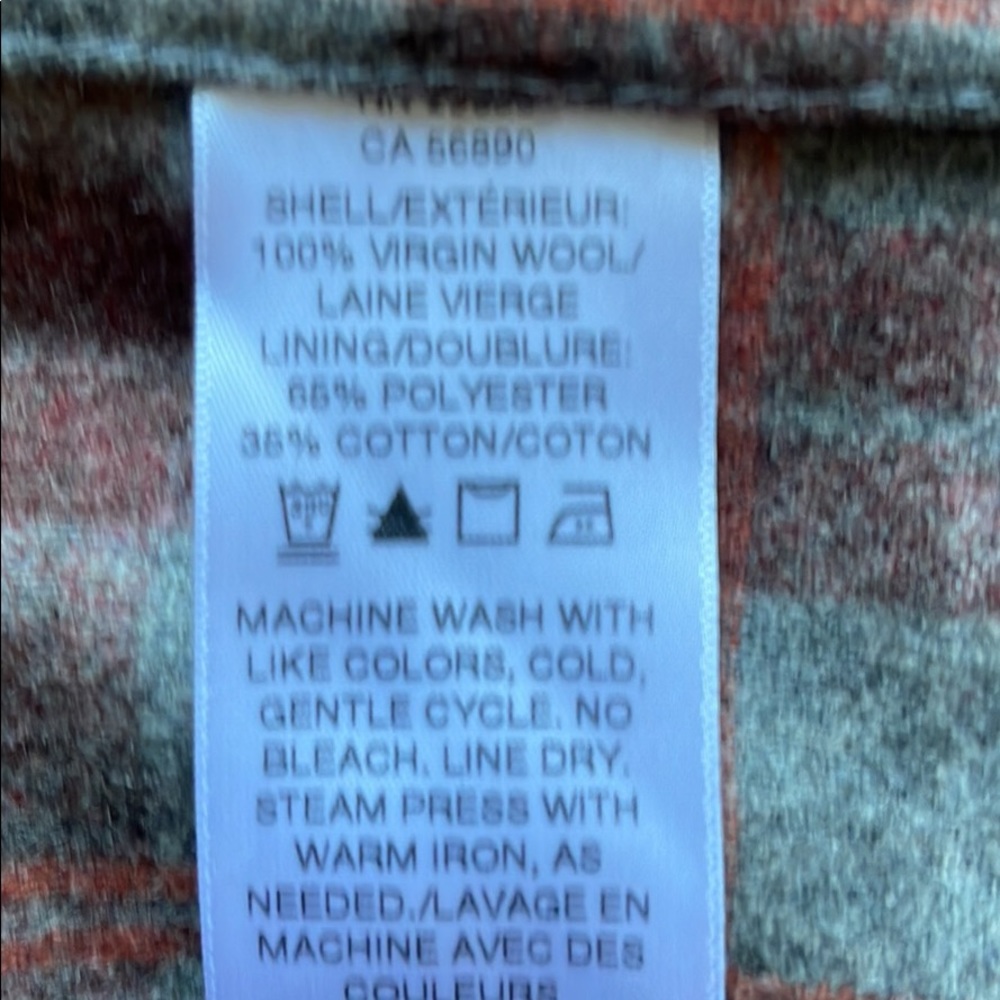 CA 56890
SHELL/EXTÉRIEUR:
100% VIRGIN WOOL/
LAINE VIERGE
LINING/DOUBLURE:
65% POLYESTER
35% COTTON/COTON
MACHINE WASH WITH
LIKE COLORS, COLD,
GENTLE CYCLE. NO
BLEACH. LINE DRY.
STEAM PRESS WITH
WARM IRON, AS
NEEDED./LAVAGE EN
MACHINE AVEC DES
COULEURS